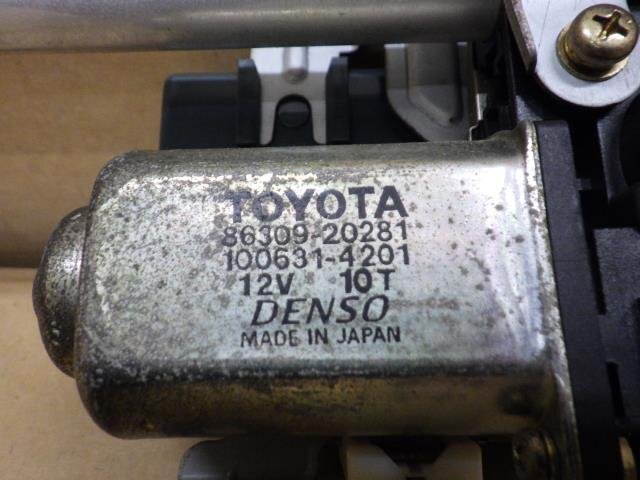 TOYOTA
86309-20281
100631-4201
12V 10T
DENSO
MADE IN JAPAN